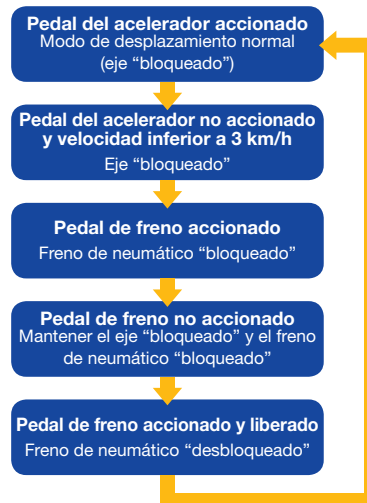 Pedal del acelerador accionado
Modo de desplazamiento normal
(eje “bloqueado”)
Pedal del acelerador no accionado
y velocidad inferior a 3 km/h
Eje “bloqueado”
Pedal de freno accionado
Freno de neumático “bloqueado”
Pedal de freno no accionado
Mantener el eje “bloqueado” y el freno
de neumático “bloqueado”
Pedal de freno accionado y liberado
Freno de neumático “desbloqueado”